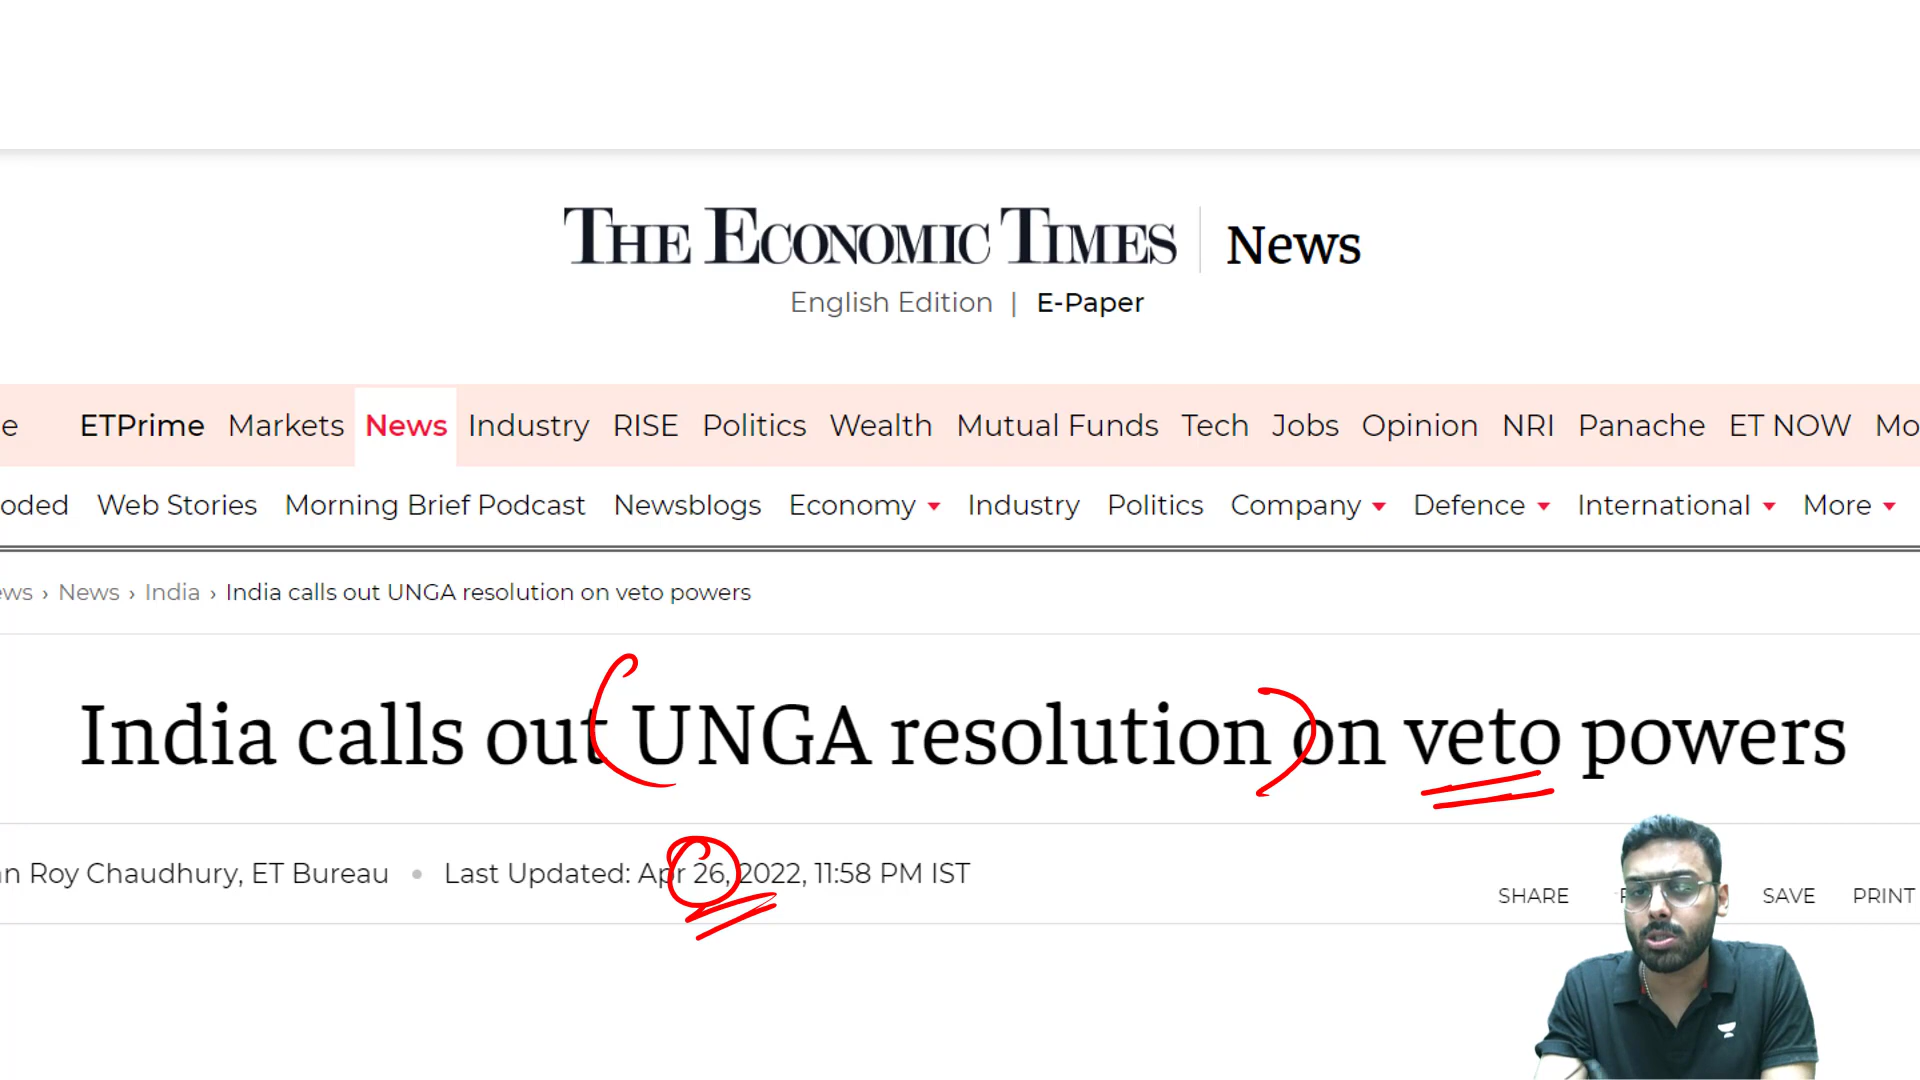 THE ECONOMIC TIMES | News
English Edition | E-Paper
e ETPrime Markets News Industry RISE Politics Wealth Mutual Funds Tech Jobs Opinion NRI Panache ET NOW Mo
oded Web Stories Morning Brief Podcast Newsblogs Economy Industry Politics Company Defence International More
ews › News › India › India calls out UNGA resolution on veto powers
India calls out UNGA resolution on veto powers
an Roy Chaudhury, ET Bureau • Last Updated: Apr 26, 2022, 11:58 PM IST
SHARE SAVE PRINT